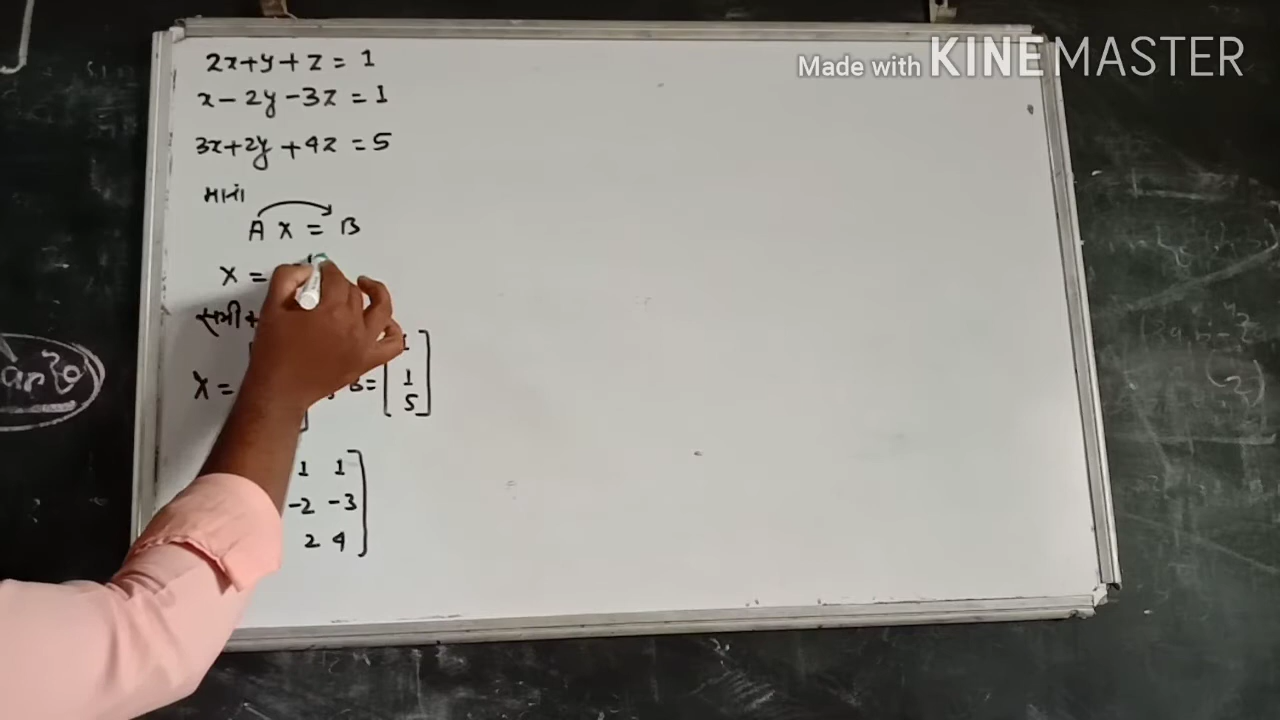 Made with KINEMASTER
2x+y+z = 1
x-2y-3z = 1
3x+2y+4z = 5
माना
A X = B
X =
X = B = [1
1
5]
1 1
-2 -3
2 4